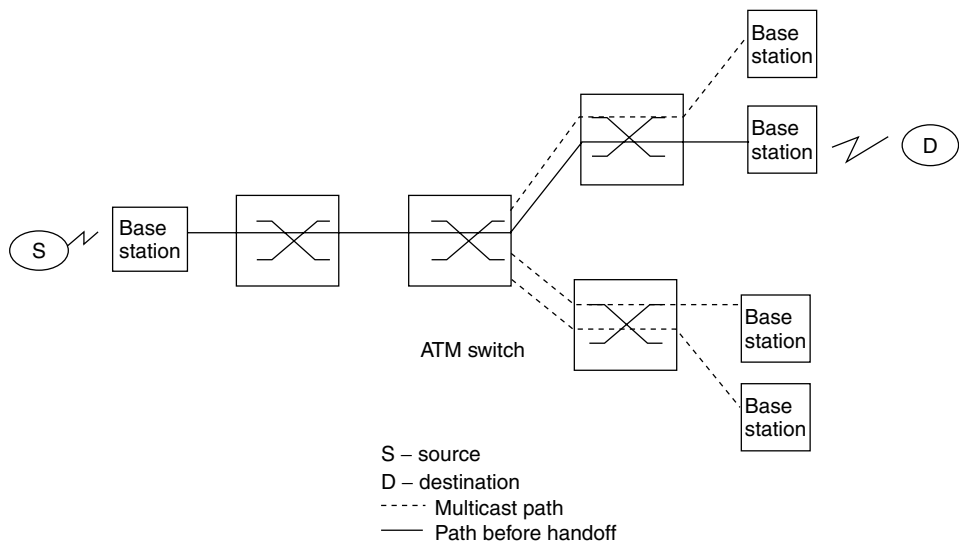 Base
station
Base
station
D
S
Base
station
ATM switch
Base
station
Base
station
S – source
D – destination
Multicast path
Path before handoff